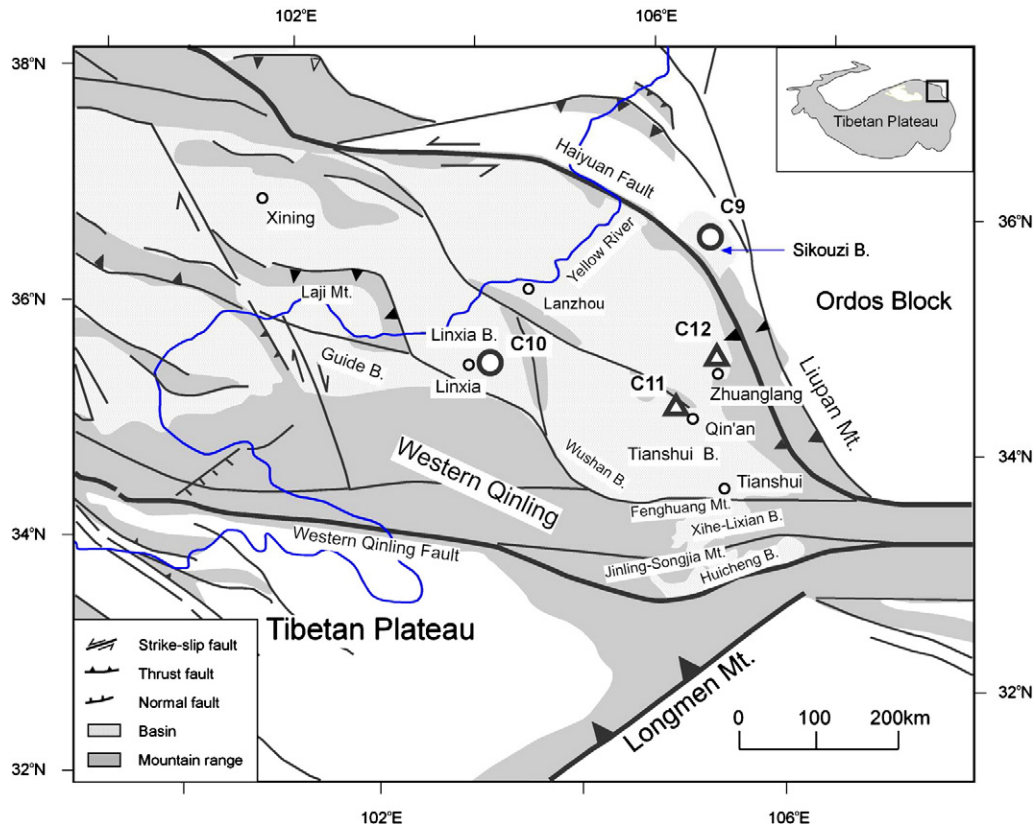 102°E
106°E
38°N
Tibetan Plateau
Haiyuan Fault
C9
Xining
Sikouzi B.
36°N
Yellow River
36°N
Laji Mt.
Lanzhou
Ordos Block
Linxia B.
C10
C12
Guide B.
Linxia
Zhuanglang
C11
Liupan Mt.
Qin'an
Western Qinling
Wushan B.
Tianshui B.
34°N
Tianshui
Fenghuang Mt.
Xihe-Lixian B.
34°N
Western Qinling Fault
Jinling-Songjia Mt.
Huicheng B.
Tibetan Plateau
Longmen Mt.
Strike-slip fault
Thrust fault
Normal fault
Basin
Mountain range
32°N
0 100 200km
32°N
102°E
106°E